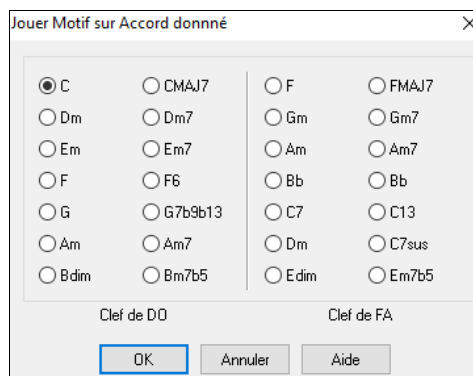 Jouer Motif sur Accord donnné
C CMAJ7 F FMAJ7
Dm Dm7 Gm Gm7
Em Em7 Am Am7
F F6 Bb Bb
G G7b9b13 C7 C13
Am Am7 Dm C7sus
Bdim Bm7b5 Edim Em7b5
Clef de DO Clef de FA
OK Annuler Aide